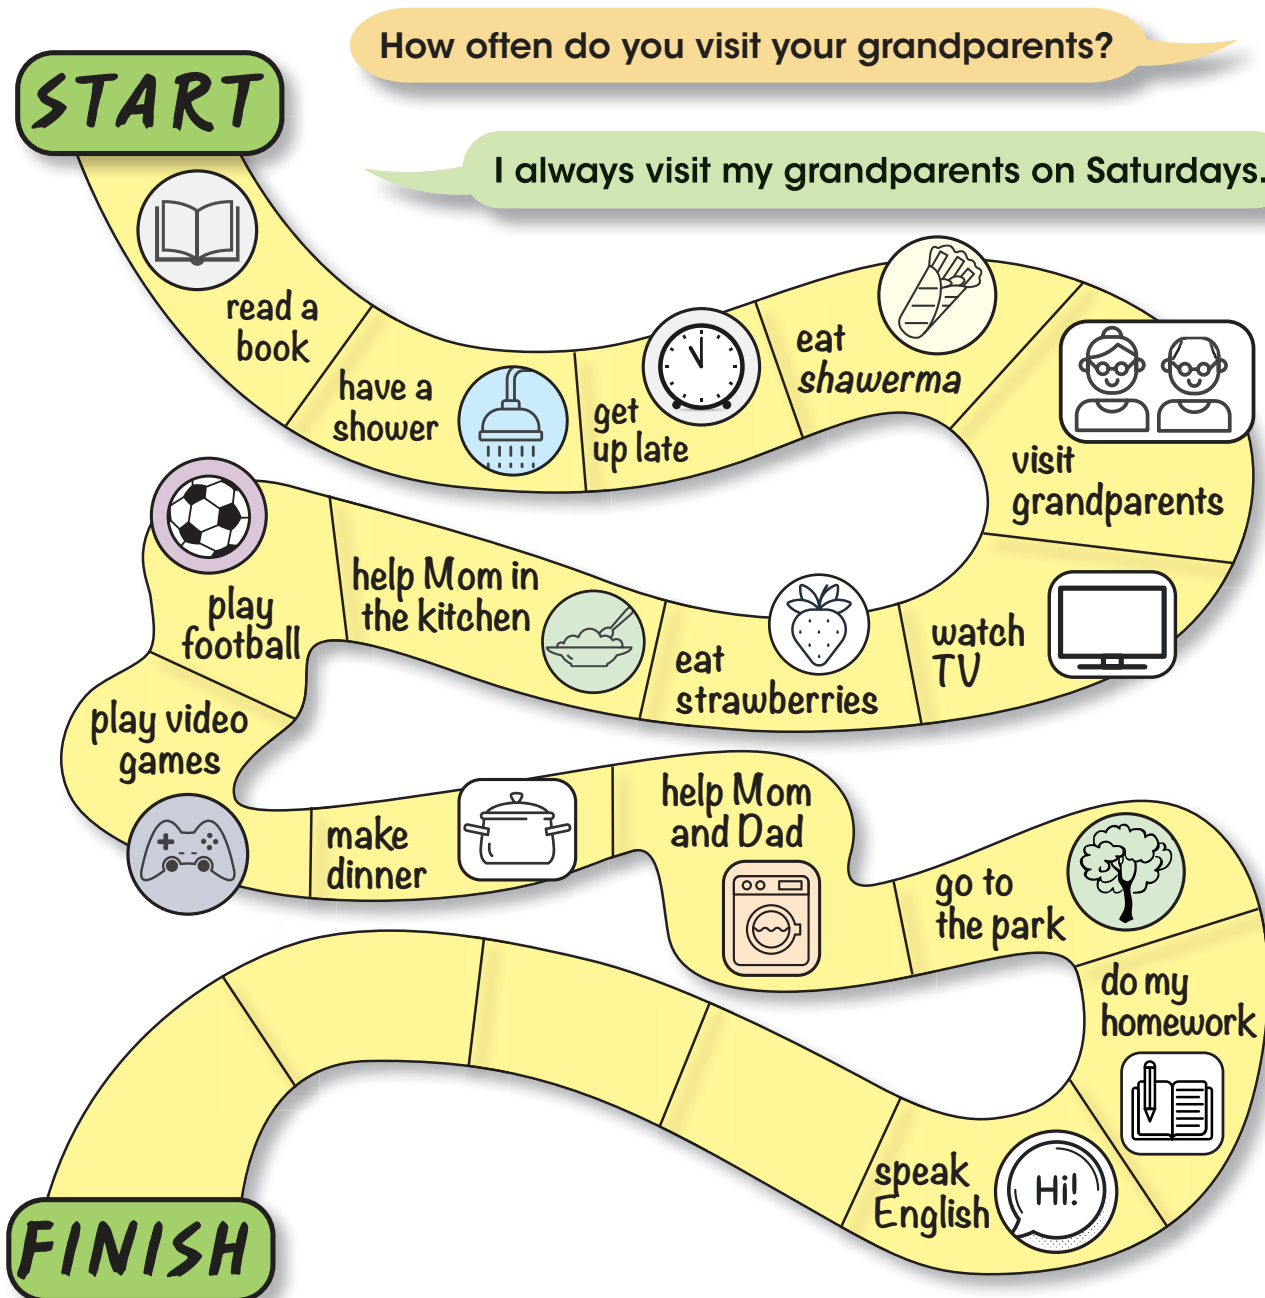 How often do you visit your grandparents?
START
I always visit my grandparents on Saturdays.
read a
book
have a
shower
get
up late
eat
shawerma
visit
grandparents
watch
TV
eat
strawberries
help Mom in
the kitchen
play
football
play video
games
make
dinner
help Mom
and Dad
go to
the park
do my
homework
speak
English
Hi!
FINISH